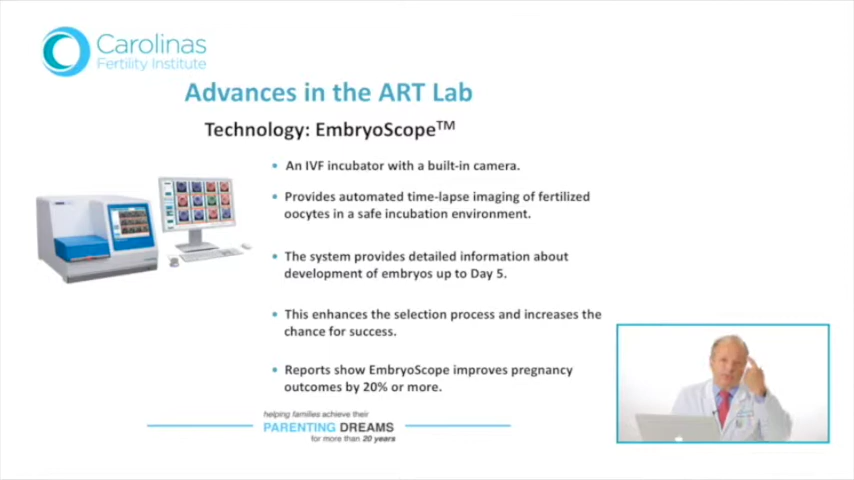 Carolinas
Fertility Institute
Advances in the ART Lab
Technology: EmbryoScope™
• An IVF incubator with a built-in camera.
• Provides automated time-lapse imaging of fertilized
oocytes in a safe incubation environment.
• The system provides detailed information about
development of embryos up to Day 5.
• This enhances the selection process and increases the
chance for success.
• Reports show EmbryoScope improves pregnancy
outcomes by 20% or more.
helping families achieve their
PARENTING DREAMS
for more than 20 years